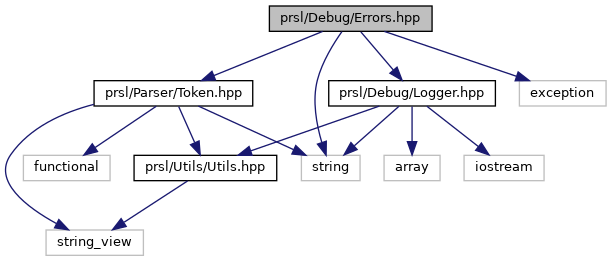 prsl/Debug/Errors.hpp
prsl/Parser/Token.hpp
prsl/Debug/Logger.hpp
exception
functional
prsl/Utils/Utils.hpp
string
array
iostream
string_view